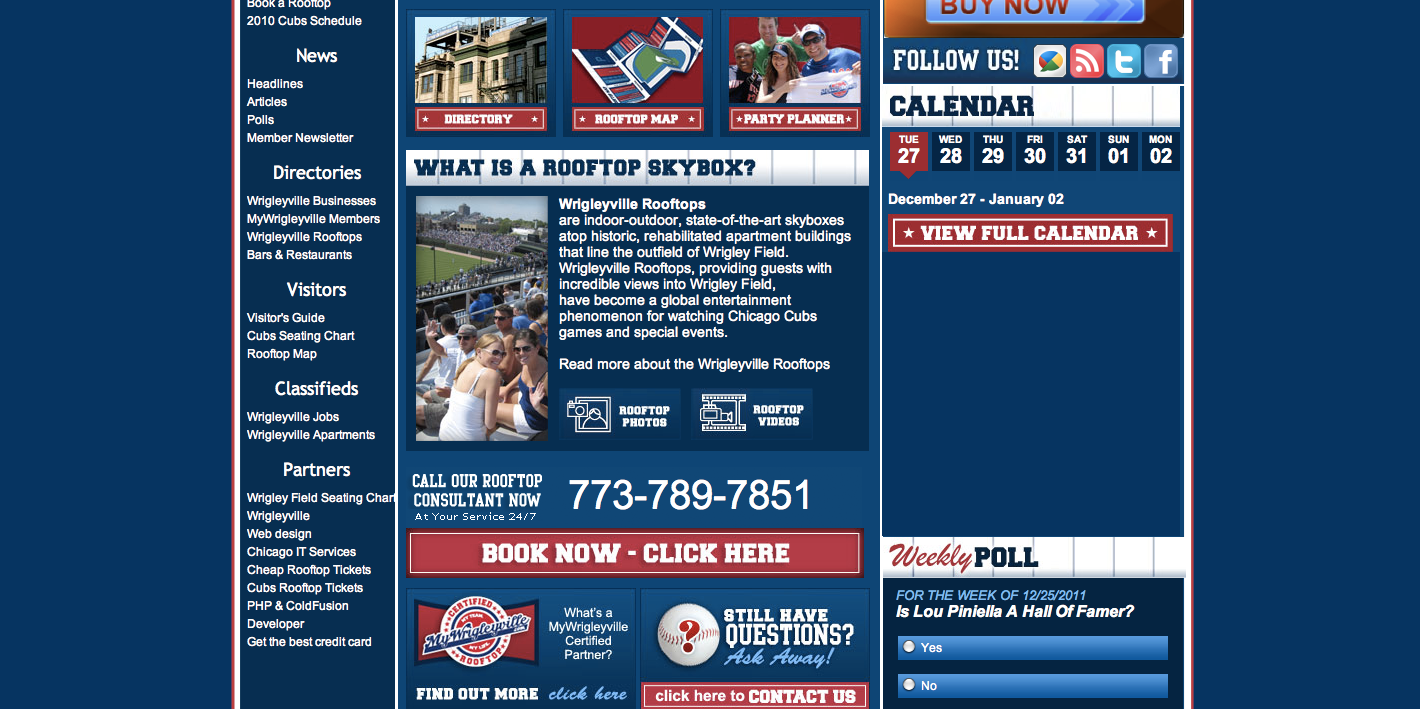 Book a Rooftop
2010 Cubs Schedule
News
Headlines
Articles
Polls
Member Newsletter
Directories
Wrigleyville Businesses
MyWrigleyville Members
Wrigleyville Rooftops
Bars & Restaurants
Visitors
Visitor's Guide
Cubs Seating Chart
Rooftop Map
Classifieds
Wrigleyville Jobs
Wrigleyville Apartments
Partners
Wrigley Field Seating Chart
Wrigleyville
Web design
Chicago IT Services
Cheap Rooftop Tickets
Cubs Rooftop Tickets
PHP & ColdFusion
Developer
Get the best credit card
DIRECTORY
ROOFTOP MAP
PARTY PLANNER
WHAT IS A ROOFTOP SKYBOX?
Wrigleyville Rooftops
are indoor-outdoor, state-of-the-art skyboxes
atop historic, rehabilitated apartment buildings
that line the outfield of Wrigley Field.
Wrigleyville Rooftops, providing guests with
incredible views into Wrigley Field,
have become a global entertainment
phenomenon for watching Chicago Cubs
games and special events.
Read more about the Wrigleyville Rooftops
ROOFTOP
PHOTOS
ROOFTOP
VIDEOS
CALL OUR ROOFTOP
CONSULTANT NOW
At Your Service 24/7
773-789-7851
BOOK NOW - CLICK HERE
CERTIFIED
MY TEAM
MyWrigleyville
MY LIFE
ROOFTOP
What's a
MyWrigleyville
Certified
Partner?
FIND OUT MORE click here
?
STILL HAVE
QUESTIONS?
Ask Away!
click here to CONTACT US
BUY NOW
FOLLOW US!
t
f
CALENDAR
TUE WED THU FRI SAT SUN MON
27 28 29 30 31 01 02
December 27 - January 02
VIEW FULL CALENDAR
Weekly POLL
FOR THE WEEK OF 12/25/2011
Is Lou Piniella A Hall Of Famer?
Yes
No